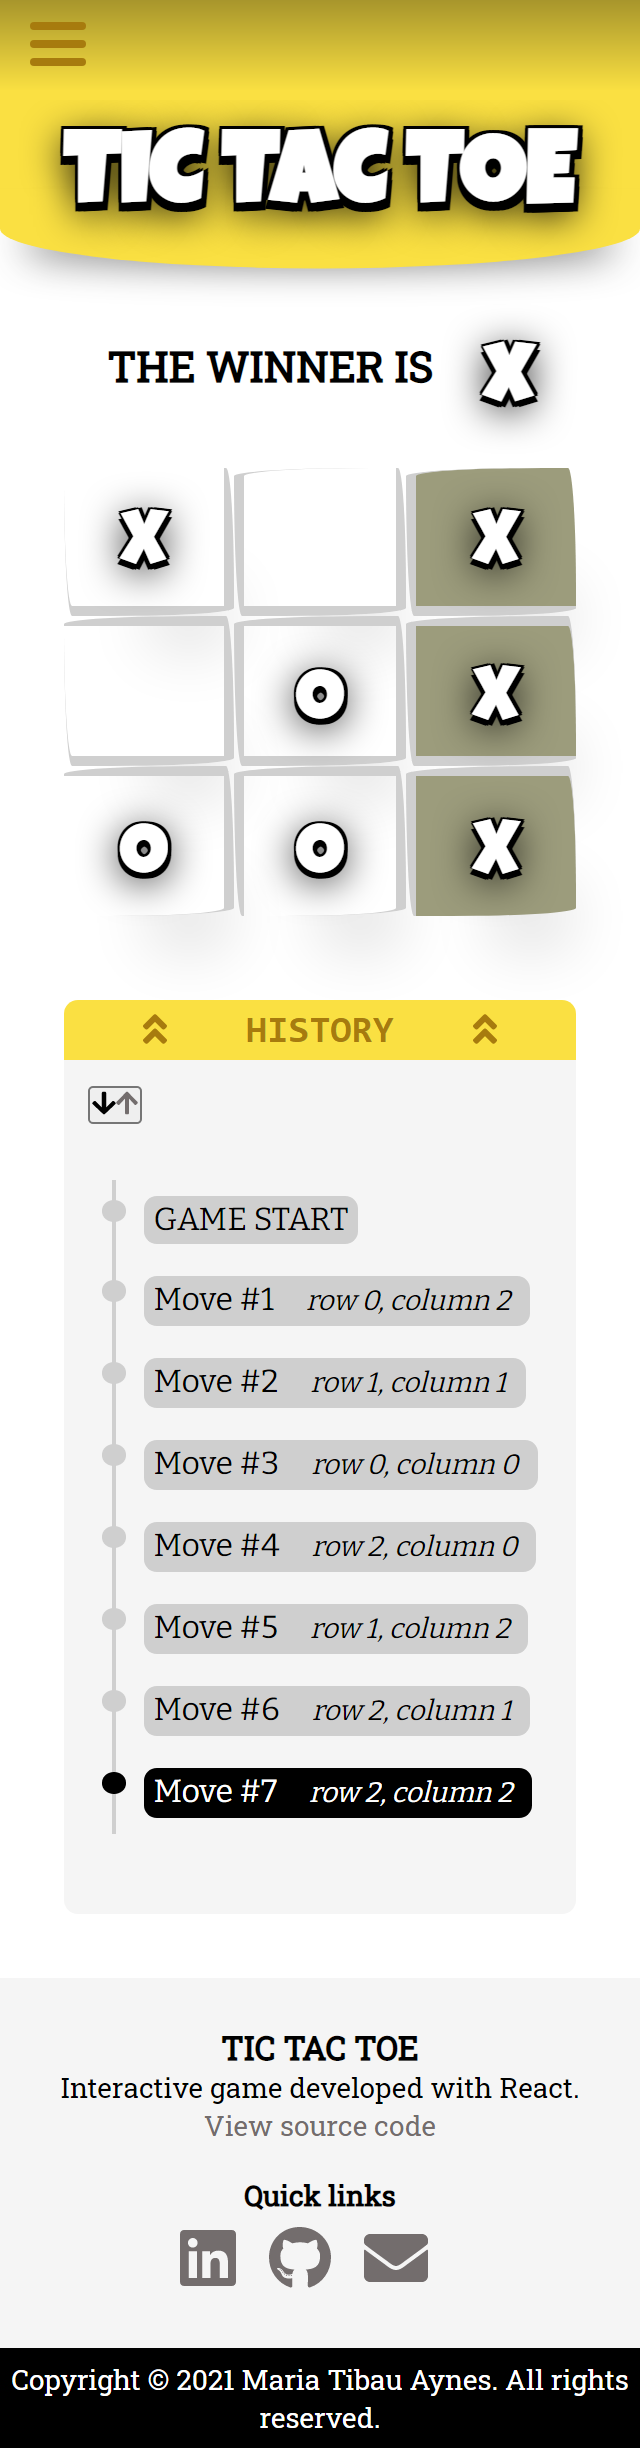 TIC TAC TOE
THE WINNER IS X
X X
O X
O O X
HISTORY
GAME START
Move #1 row 0, column 2
Move #2 row 1, column 1
Move #3 row 0, column 0
Move #4 row 2, column 0
Move #5 row 1, column 2
Move #6 row 2, column 1
Move #7 row 2, column 2
TIC TAC TOE
Interactive game developed with React.
View source code
Quick links
in
Copyright © 2021 Maria Tibau Aynes. All rights
reserved.